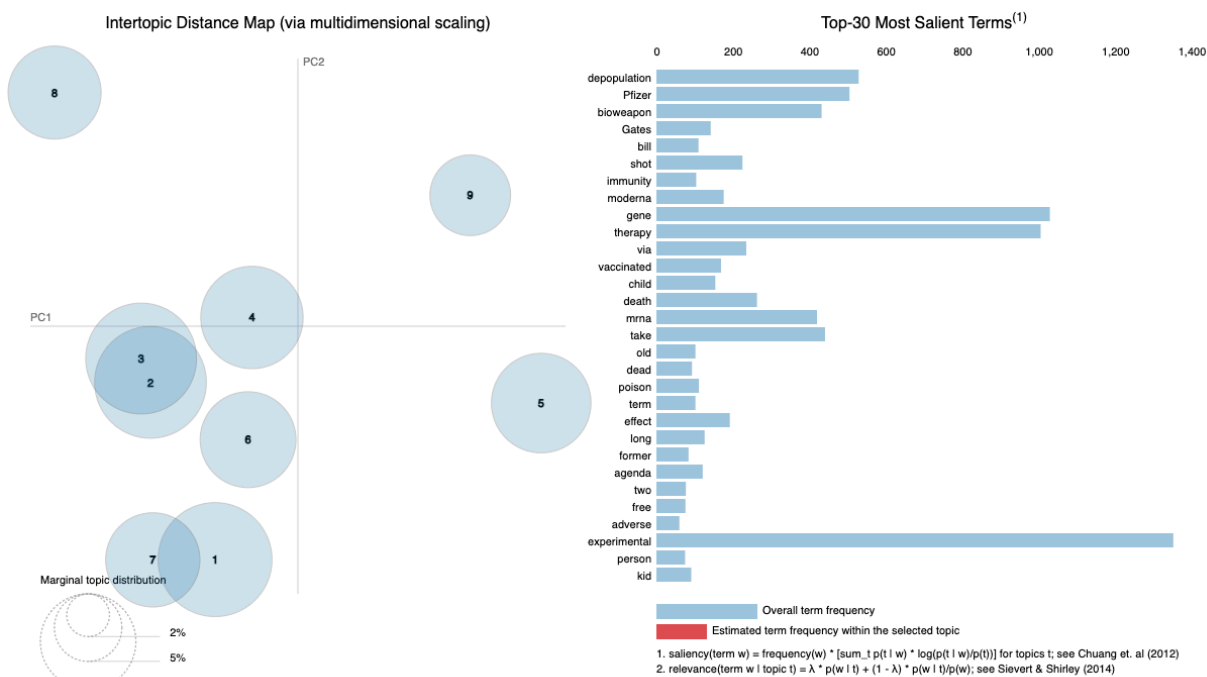 Intertopic Distance Map (via multidimensional scaling)
PC2
8
9
4
PC1
3
2
5
6
7
1
Marginal topic distribution
2%
5%
Top-30 Most Salient Terms(1)
0 200 400 600 800 1,000 1,200 1,400
depopulation
Pfizer
bioweapon
Gates
bill
shot
immunity
moderna
gene
therapy
via
vaccinated
child
death
mrna
take
old
dead
poison
term
effect
long
former
agenda
two
free
adverse
experimental
person
kid
Overall term frequency
Estimated term frequency within the selected topic
1. saliency(term w) = frequency(w) * [sum_t p(t | w) * log(p(t | w)/p(t))] for topics t; see Chuang et. al (2012)
2. relevance(term w | topic t) = λ * p(w | t) + (1 - λ) * p(w | t)/p(w); see Sievert & Shirley (2014)